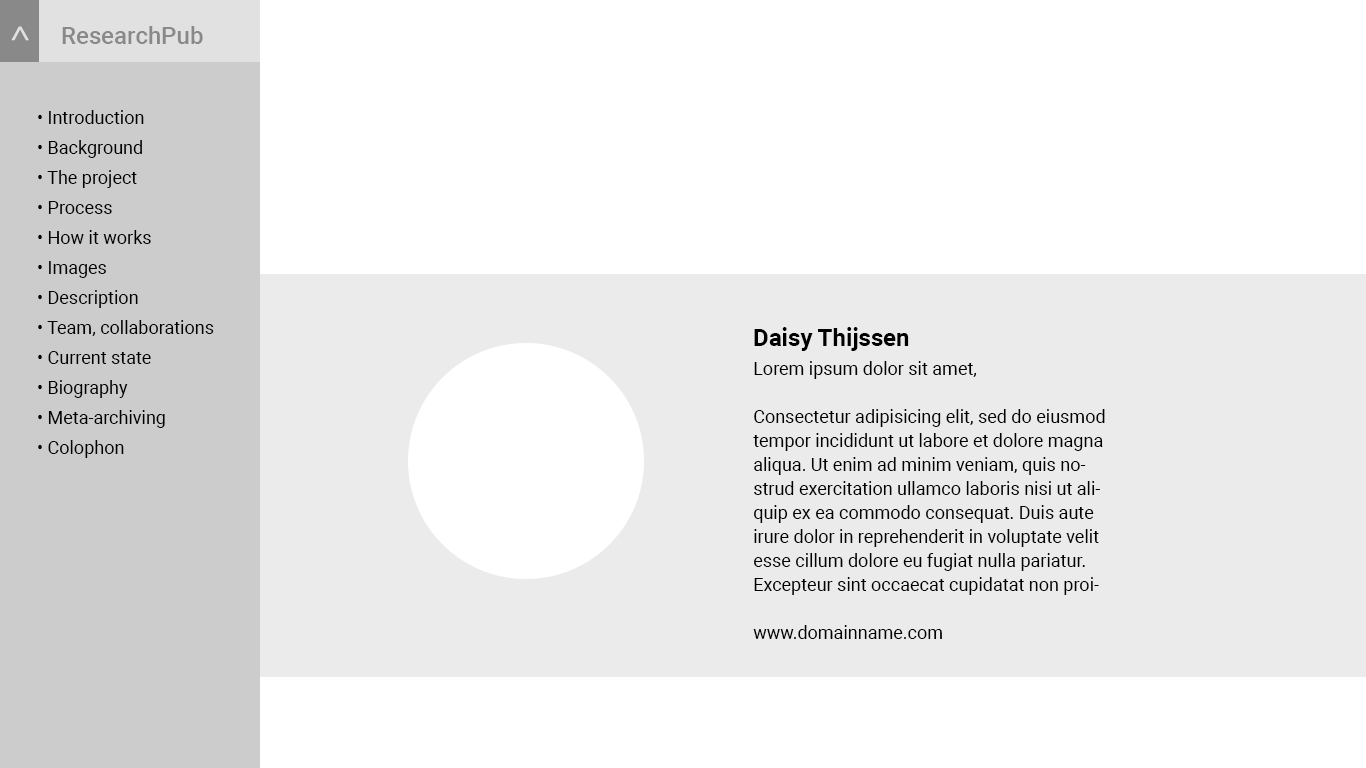 ^ ResearchPub
• Introduction
• Background
• The project
• Process
• How it works
• Images
• Description
• Team, collaborations
• Current state
• Biography
• Meta-archiving
• Colophon
Daisy Thijssen
Lorem ipsum dolor sit amet,
Consectetur adipisicing elit, sed do eiusmod
tempor incididunt ut labore et dolore magna
aliqua. Ut enim ad minim veniam, quis no-
strud exercitation ullamco laboris nisi ut ali-
quip ex ea commodo consequat. Duis aute
irure dolor in reprehenderit in voluptate velit
esse cillum dolore eu fugiat nulla pariatur.
Excepteur sint occaecat cupidatat non proi-
www.domainname.com